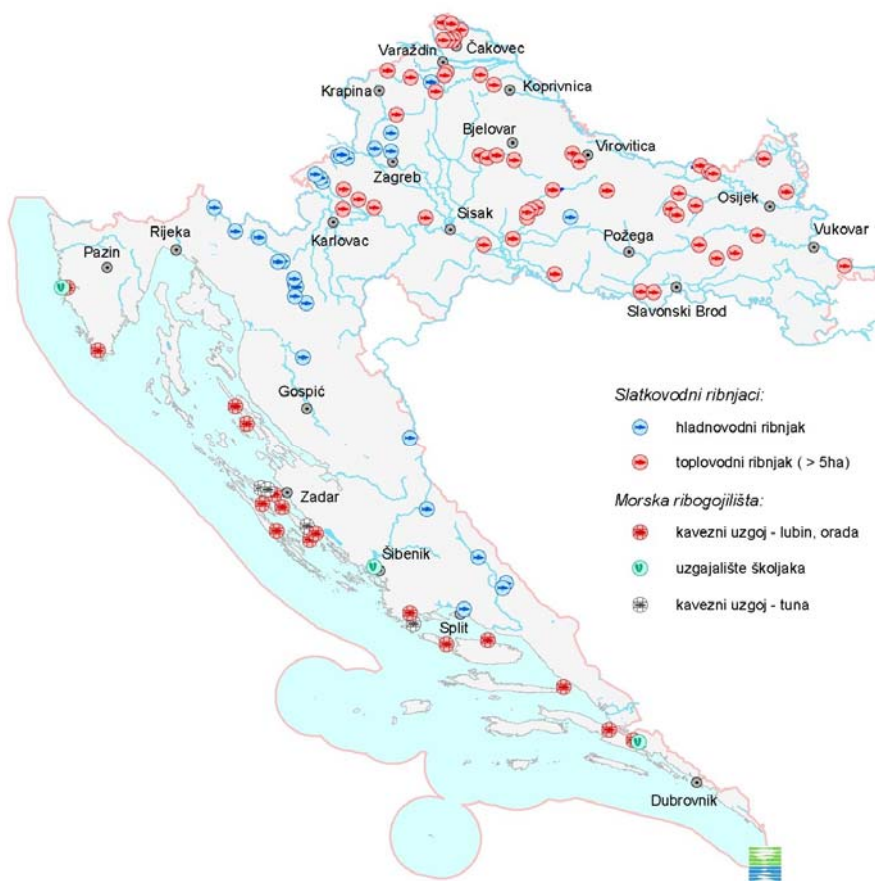 Čakovec
Varaždin
Krapina
Koprivnica
Bjelovar
Virovitica
Zagreb
Osijek
Sisak
Karlovac
Rijeka
Požega
Vukovar
Pazin
Slavonski Brod
Gospić
Slatkovodni ribnjaci:
hladnovodni ribnjak
toplovodni ribnjak ( > 5ha)
Zadar
Morska ribogojilišta:
kavezni uzgoj - lubin, orada
uzgajalište školjaka
kavezni uzgoj - tuna
Šibenik
Split
Dubrovnik